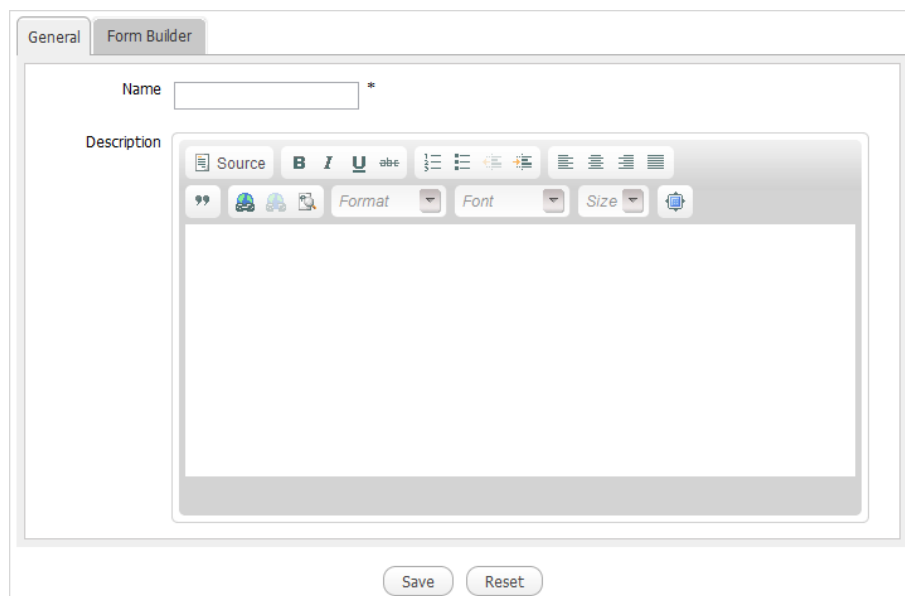 General Form Builder
Name *
Description
Source B I U abc
Format Font Size
Save Reset